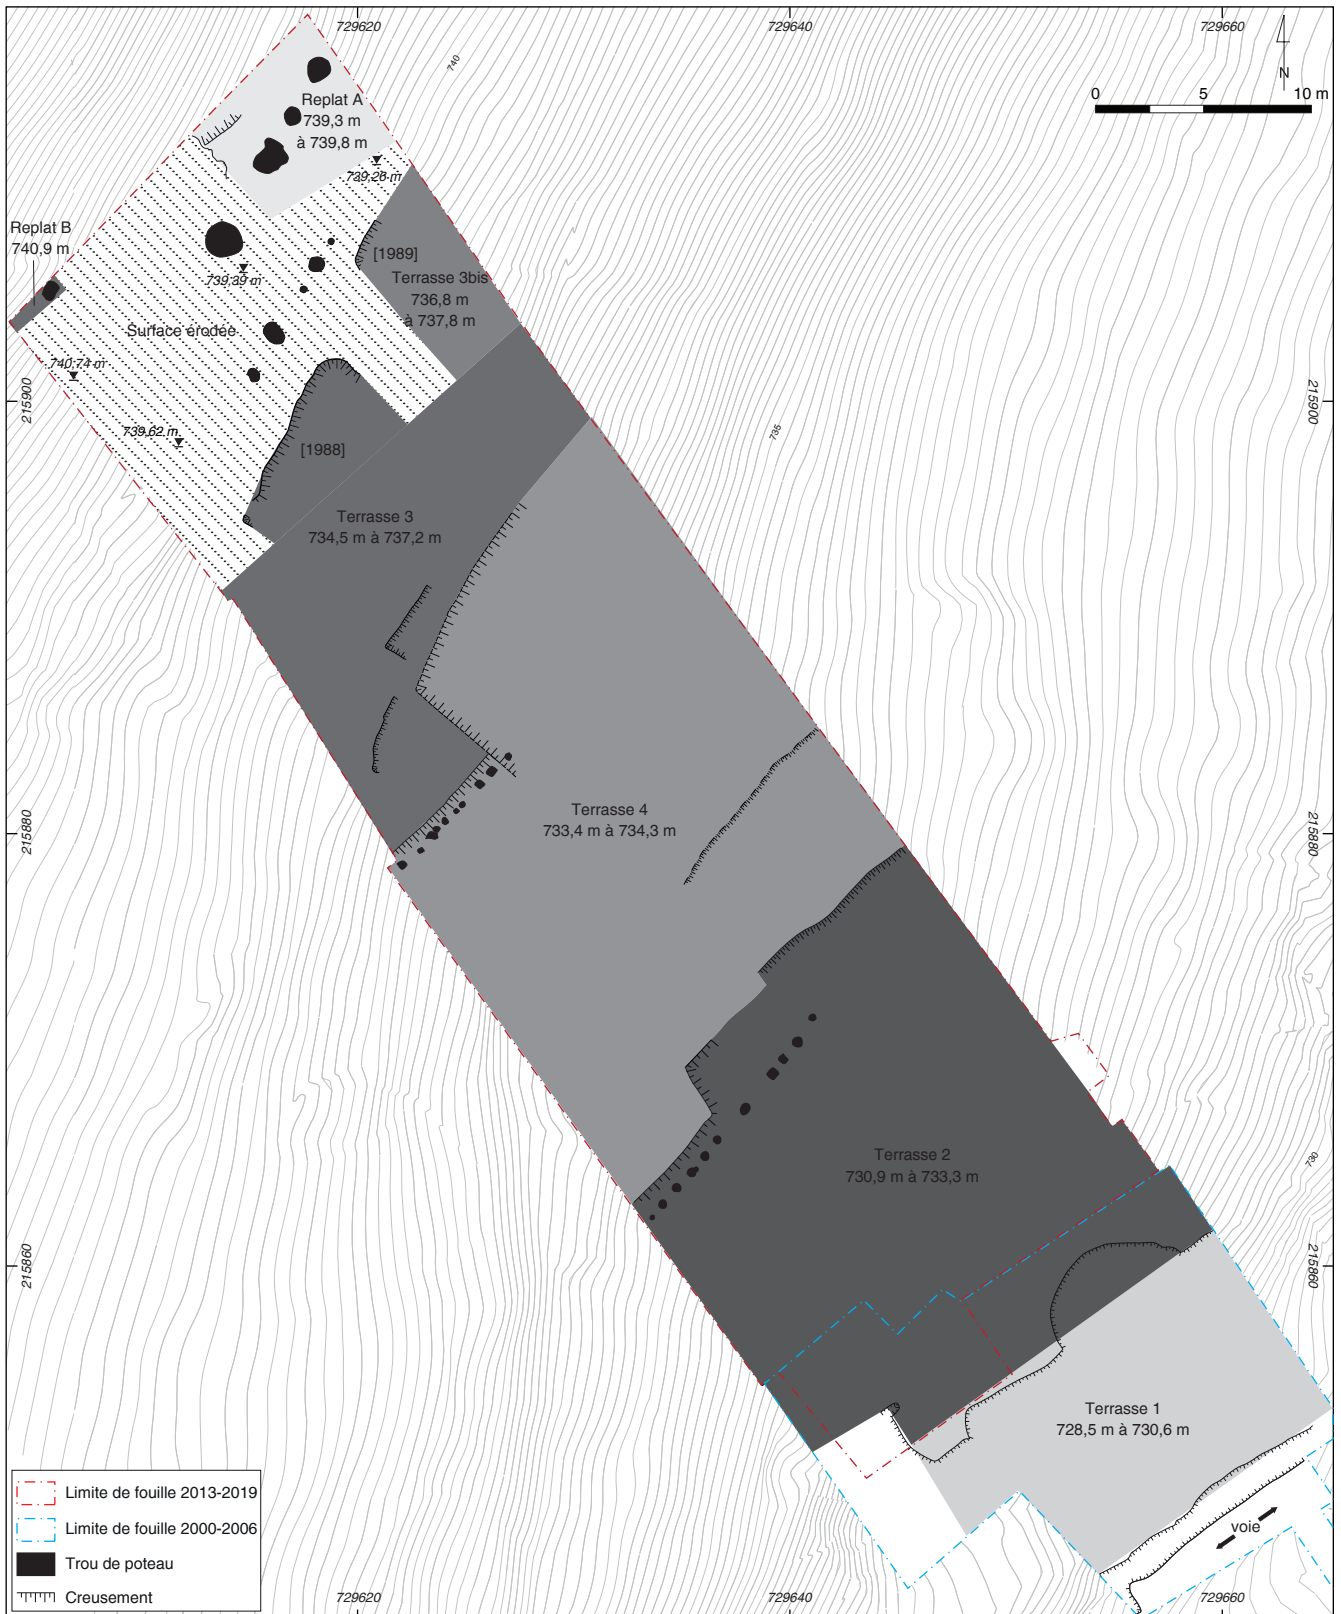 729620
729640
729660
740
N
0 5 10 m
Replat A
739,3 m
à 739,8 m
739,26 m
Replat B
740,9 m
[1989]
739,39 m
Terrasse 3bis
736,8 m
à 737,8 m
Surface érodée
740,74 m
215900
215900
739,62 m
735
[1988]
Terrasse 3
734,5 m à 737,2 m
Terrasse 4
733,4 m à 734,3 m
215880
215880
Terrasse 2
730,9 m à 733,3 m
730
215860
215860
Terrasse 1
728,5 m à 730,6 m
voie
Limite de fouille 2013-2019
Limite de fouille 2000-2006
Trou de poteau
Creusement
729620
729640
729660